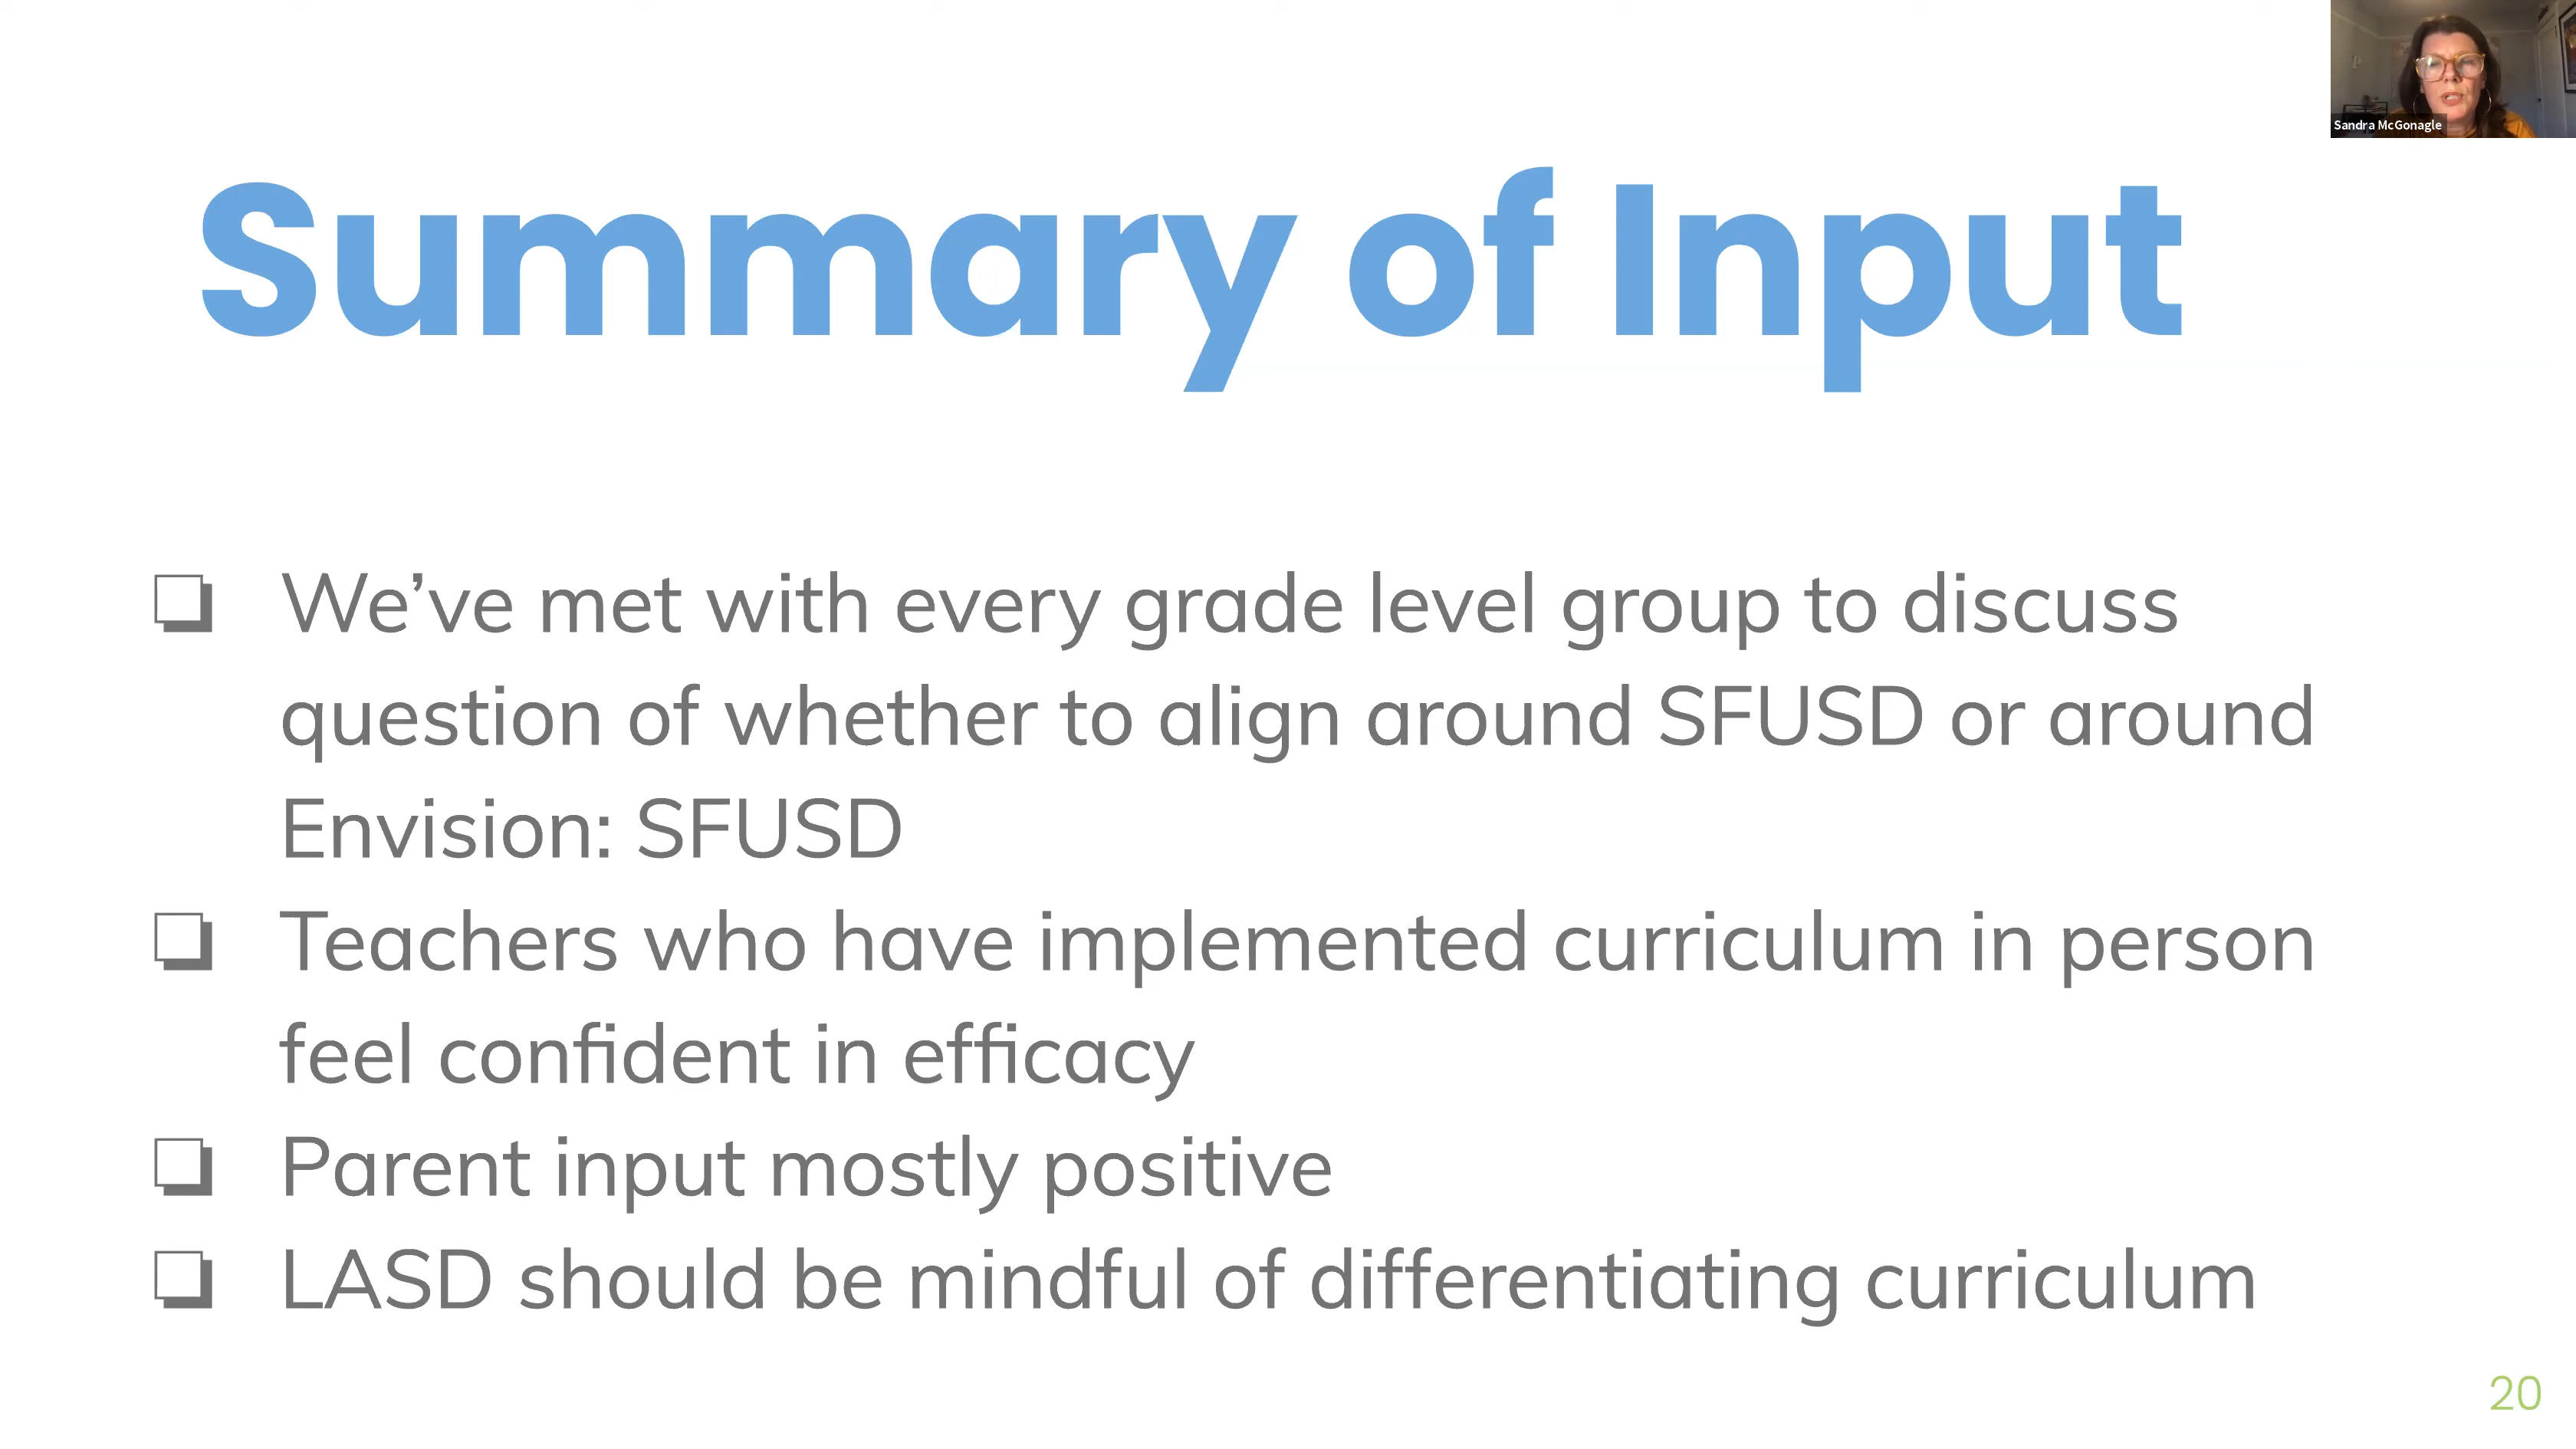 Sandra McGonagle
Summary of Input
We’ve met with every grade level group to discuss
question of whether to align around SFUSD or around
Envision: SFUSD
Teachers who have implemented curriculum in person
feel confident in efficacy
Parent input mostly positive
LASD should be mindful of differentiating curriculum
20